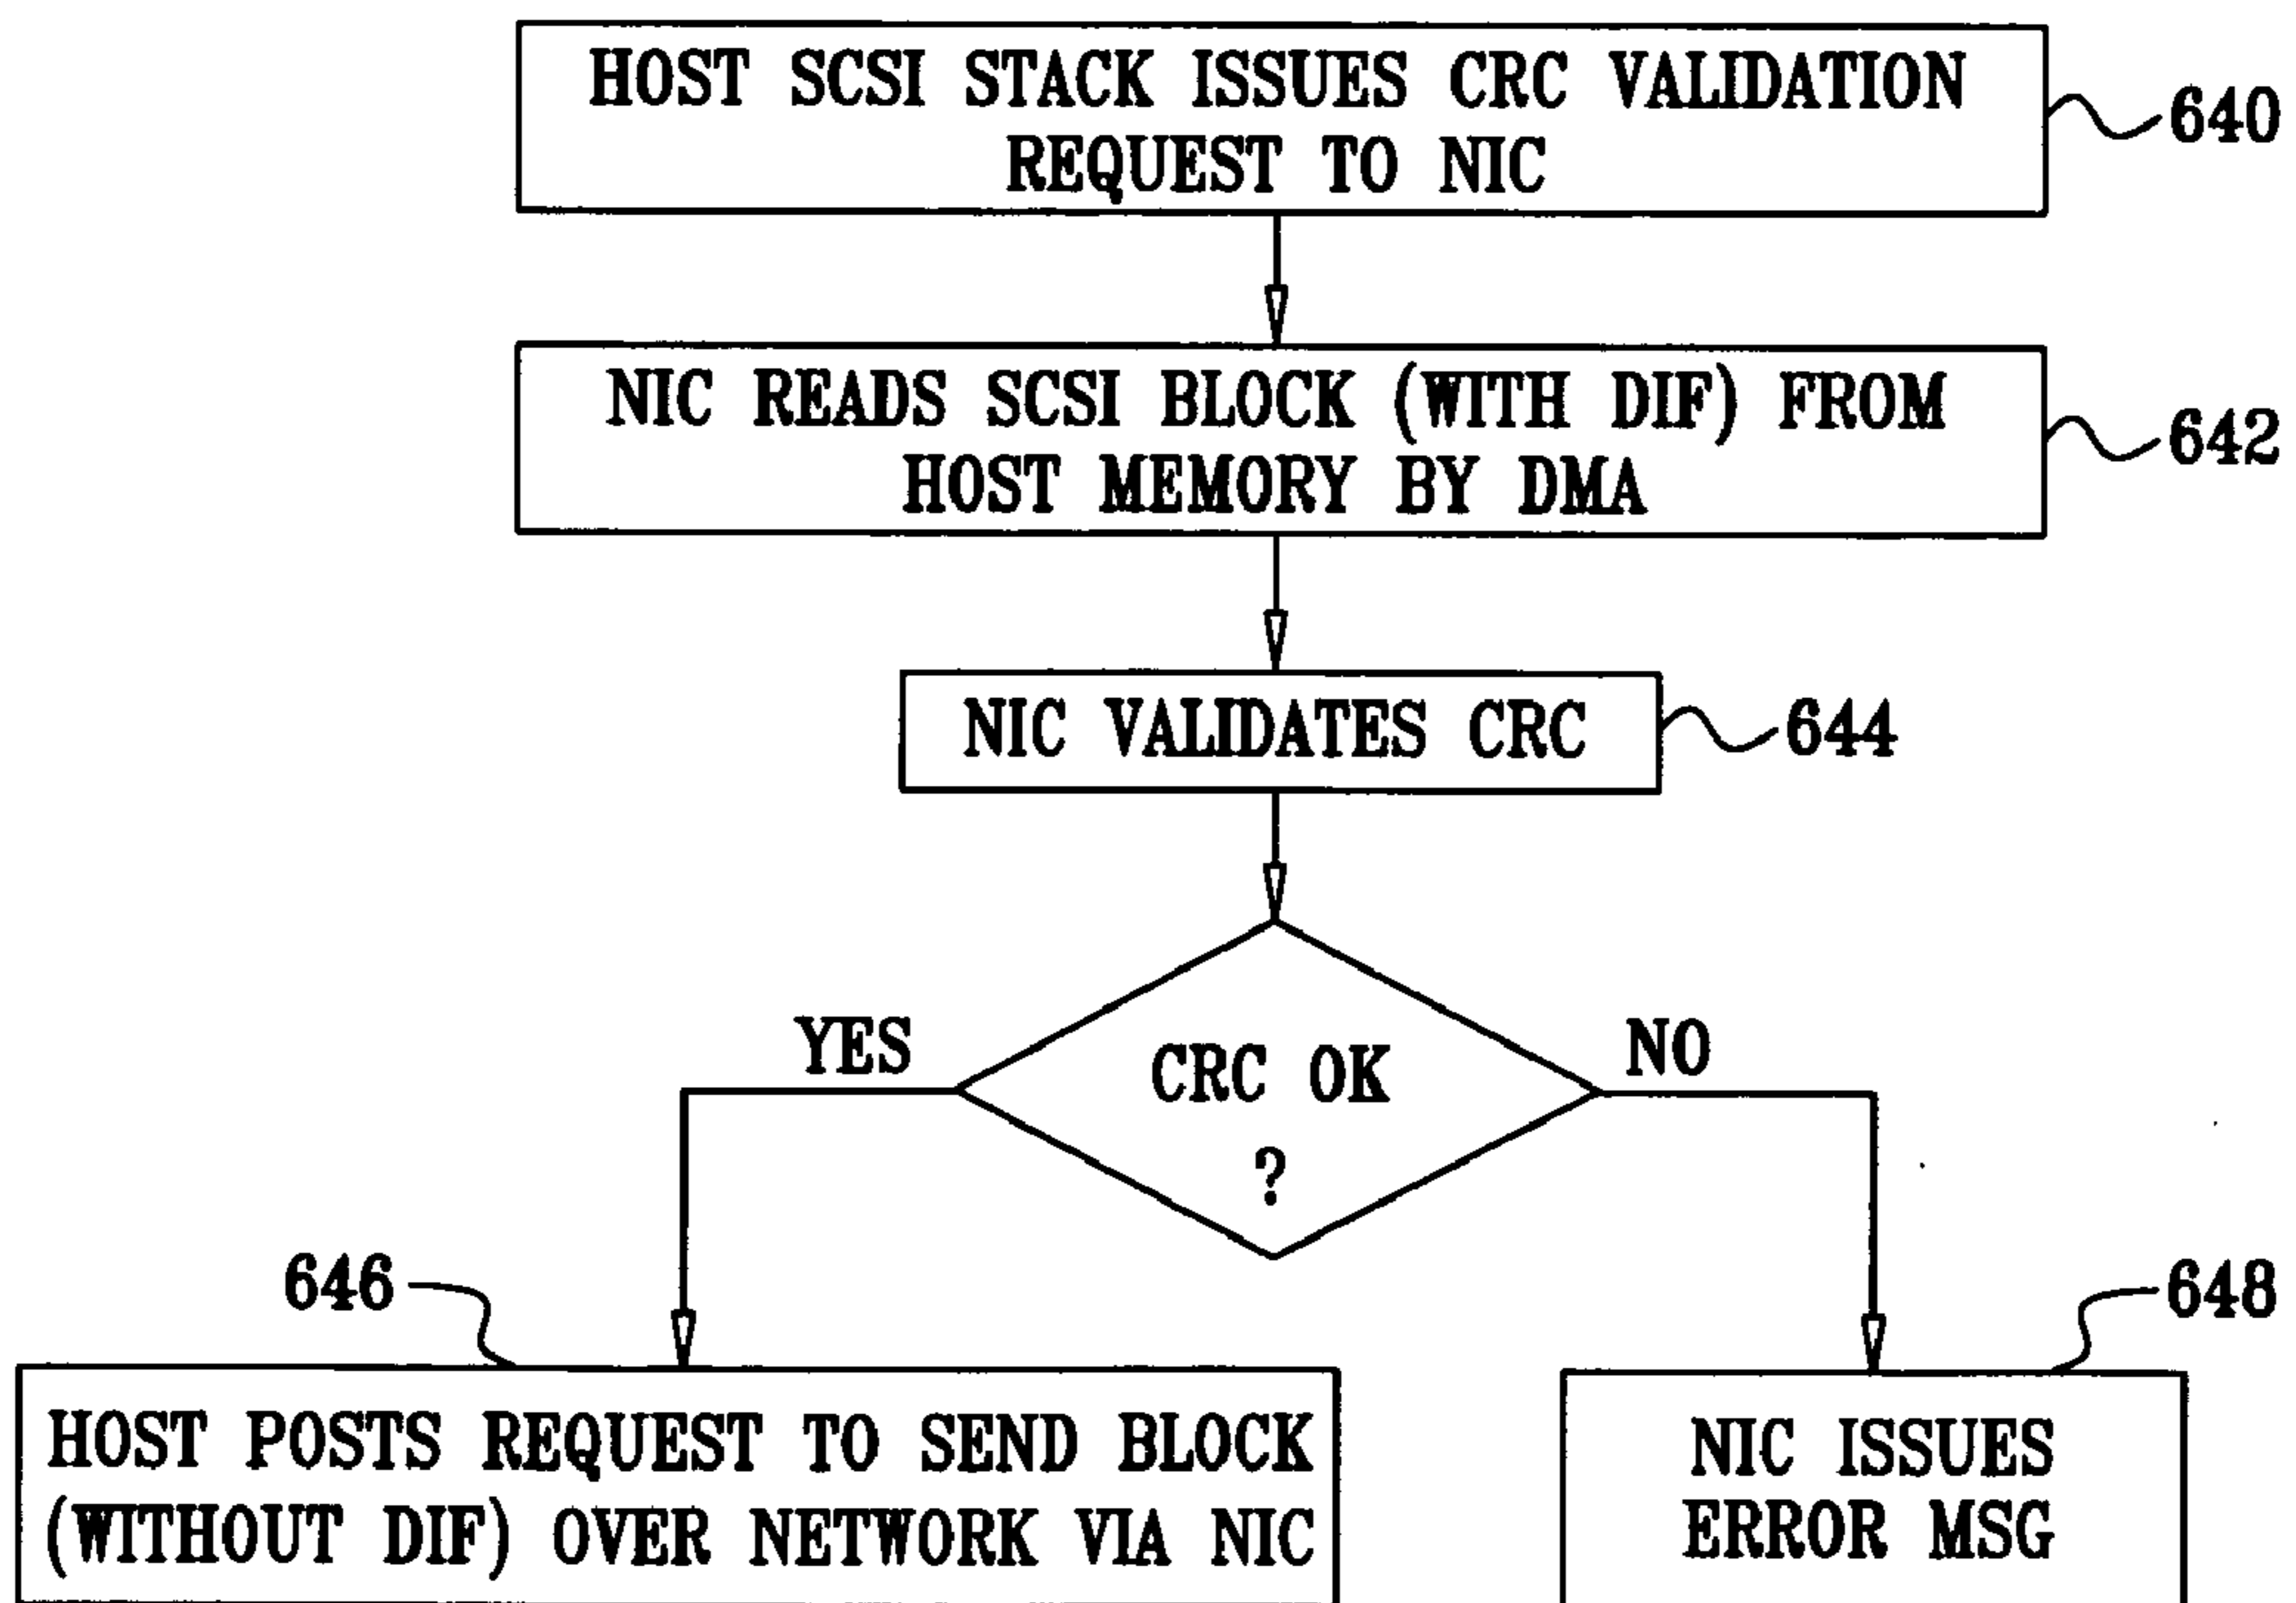 HOST SCSI STACK ISSUES CRC VALIDATION
REQUEST TO NIC
640
NIC READS SCSI BLOCK (WITH DIF) FROM
HOST MEMORY BY DMA
642
NIC VALIDATES CRC
644
YES
CRC OK
?
NO
646
648
HOST POSTS REQUEST TO SEND BLOCK
(WITHOUT DIF) OVER NETWORK VIA NIC
NIC ISSUES
ERROR MSG